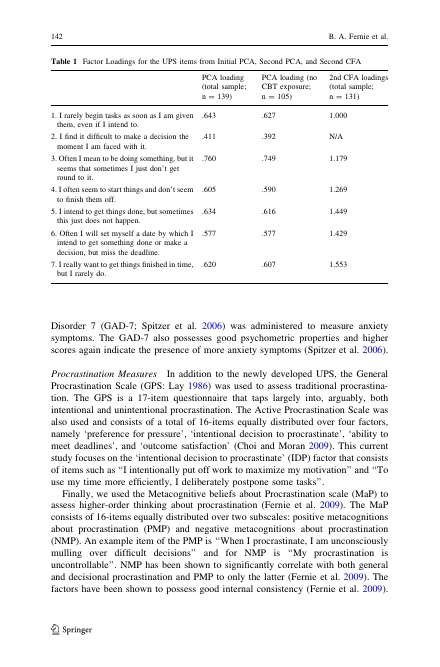 142
B. A. Fernie et al.
Table 1 Factor Loadings for the UPS items from Initial PCA, Second PCA, and Second CFA
PCA loading (total sample; n = 139)
PCA loading (no CBT exposure; n = 105)
2nd CFA loadings (total sample; n = 131)
1. I rarely begin tasks as soon as I am given
them, even if I intend to.
.643
.627
1.000
2. I find it difficult to make a decision the
moment I am faced with it.
.411
.392
N/A
3. Often I mean to be doing something, but it
seems that sometimes I just don't get
round to it.
.760
.749
1.179
4. I often seem to start things and don't seem
to finish them off.
.605
.590
1.269
5. I intend to get things done, but sometimes
this just does not happen.
.634
.616
1.449
6. Often I will set myself a date by which I
intend to get something done or make a
decision, but miss the deadline.
.577
.577
1.429
7. I really want to get things finished in time,
but I rarely do.
.620
.607
1.553
Disorder 7 (GAD-7; Spitzer et al. 2006) was administered to measure anxiety
symptoms. The GAD-7 also possesses good psychometric properties and higher
scores again indicate the presence of more anxiety symptoms (Spitzer et al. 2006).
Procrastination Measures In addition to the newly developed UPS, the General
Procrastination Scale (GPS; Lay 1986) was used to assess traditional procrastina-
tion. The GPS is a 17-item questionnaire that taps largely into, arguably, both
intentional and unintentional procrastination. The Active Procrastination Scale was
also used and consists of a total of 16-items equally distributed over four factors,
namely 'preference for pressure', 'intentional decision to procrastinate', 'ability to
meet deadlines', and 'outcome satisfaction' (Choi and Moran 2009). This current
study focuses on the 'intentional decision to procrastinate' (IDP) factor that consists
of items such as "I intentionally put off work to maximize my motivation" and "To
use my time more efficiently, I deliberately postpone some tasks".
Finally, we used the Metacognitive beliefs about Procrastination scale (MaP) to
assess higher-order thinking about procrastination (Fernie et al. 2009). The MaP
consists of 16-items equally distributed over two subscales: positive metacognitions
about procrastination (PMP) and negative metacognitions about procrastination
(NMP). An example item of the PMP is "When I procrastinate, I am unconsciously
mulling over difficult decisions" and for NMP is "My procrastination is
uncontrollable". NMP has been shown to significantly correlate with both general
and decisional procrastination and PMP to only the latter (Fernie et al. 2009). The
factors have been shown to possess good internal consistency (Fernie et al. 2009).
Springer